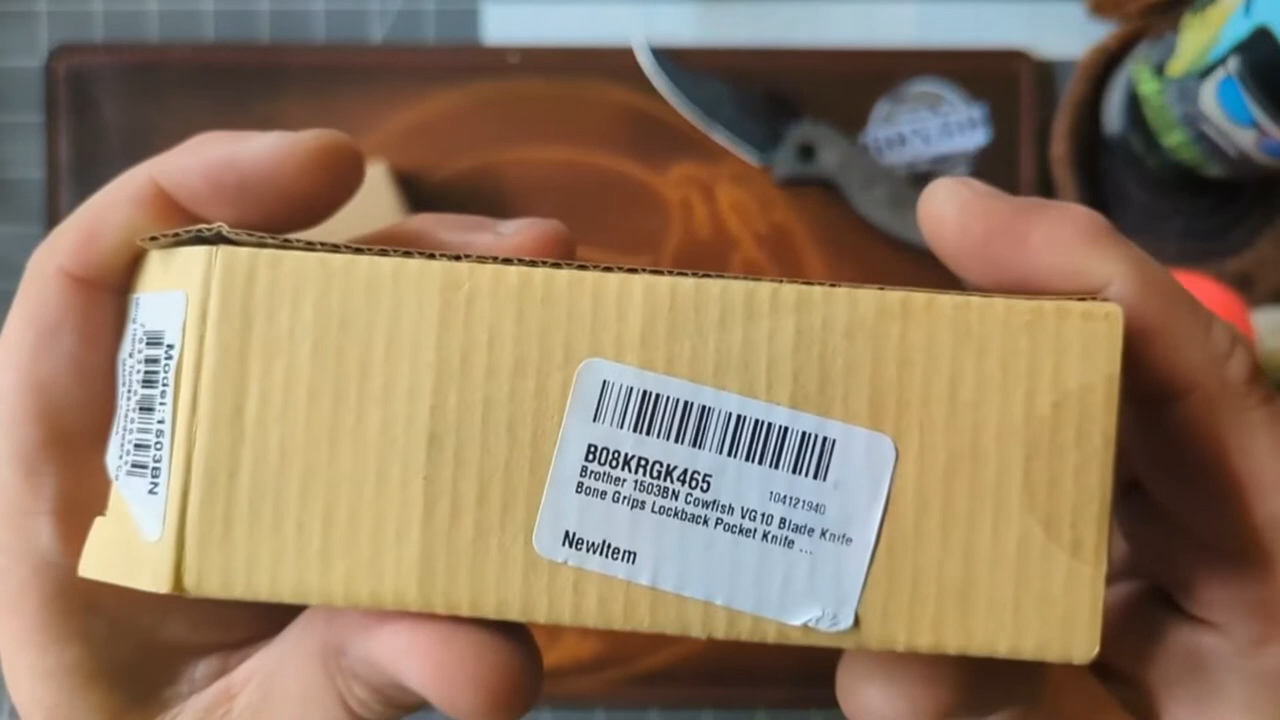 B08KRGK465
104121940
Brother 1503BN Cowfish VG10 Blade Knife
Bone Grips Lockback Pocket Knife ...
NewItem
Model:1503BN